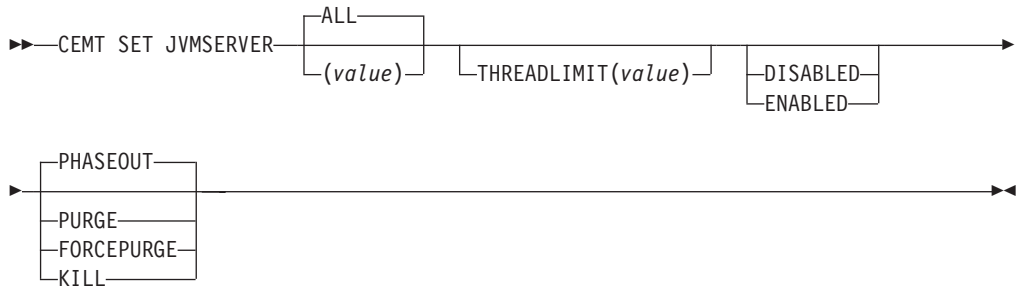 ALL
CEMT SET JVMSERVER
(value)
THREADLIMIT(value)
DISABLED
ENABLED
PHASEOUT
PURGE
FORCEPURGE
KILL